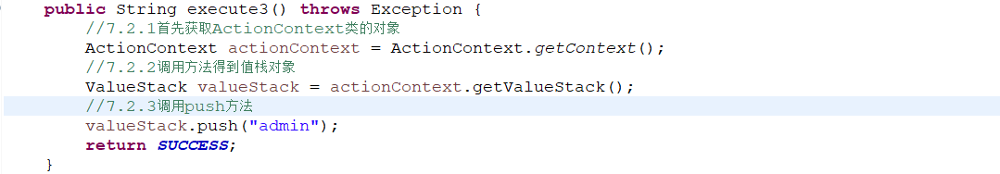 public String execute3() throws Exception {
//7.2.1首先获取ActionContext类的对象
ActionContext actionContext = ActionContext.getContext();
//7.2.2调用方法得到值栈对象
ValueStack valueStack = actionContext.getValueStack();
//7.2.3调用push方法
valueStack.push("admin");
return SUCCESS;
}